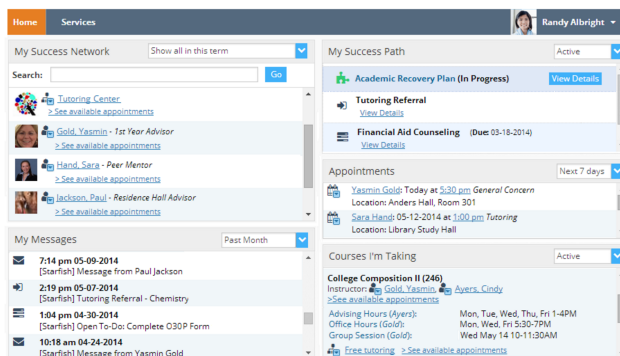 Home Services Randy Albright
My Success Network Show all in this term
Search: Go
Tutoring Center
> See available appointments
Gold, Yasmin - 1st Year Advisor
> See available appointments
Hand, Sara - Peer Mentor
> See available appointments
Jackson, Paul - Residence Hall Advisor
> See available appointments
My Messages Past Month
7:14 pm 05-09-2014
[Starfish] Message from Paul Jackson
2:19 pm 05-07-2014
[Starfish] Tutoring Referral - Chemistry
1:04 pm 04-30-2014
[Starfish] Open To-Do: Complete O30P Form
10:18 am 04-24-2014
[Starfish] Message from Yasmin Gold
My Success Path Active
Academic Recovery Plan (In Progress) View Details
Tutoring Referral
View Details
Financial Aid Counseling (Due: 03-18-2014)
View Details
Appointments Next 7 days
Yasmin Gold: Today at 5:30 pm General Concern
Location: Anders Hall, Room 301
Sara Hand: 05-12-2014 at 1:00 pm Tutoring
Location: Library Study Hall
Courses I'm Taking Active
College Composition II (246)
Instructor: Gold, Yasmin, Ayers, Cindy
>See available appointments
Advising Hours (Ayers): Mon, Tue, Wed, Thu, Fri 1-4PM
Office Hours (Gold): Mon, Wed, Fri 5:30-7PM
Group Session (Gold): Wed May 14 10-11:30AM
Free tutoring > See available appointments